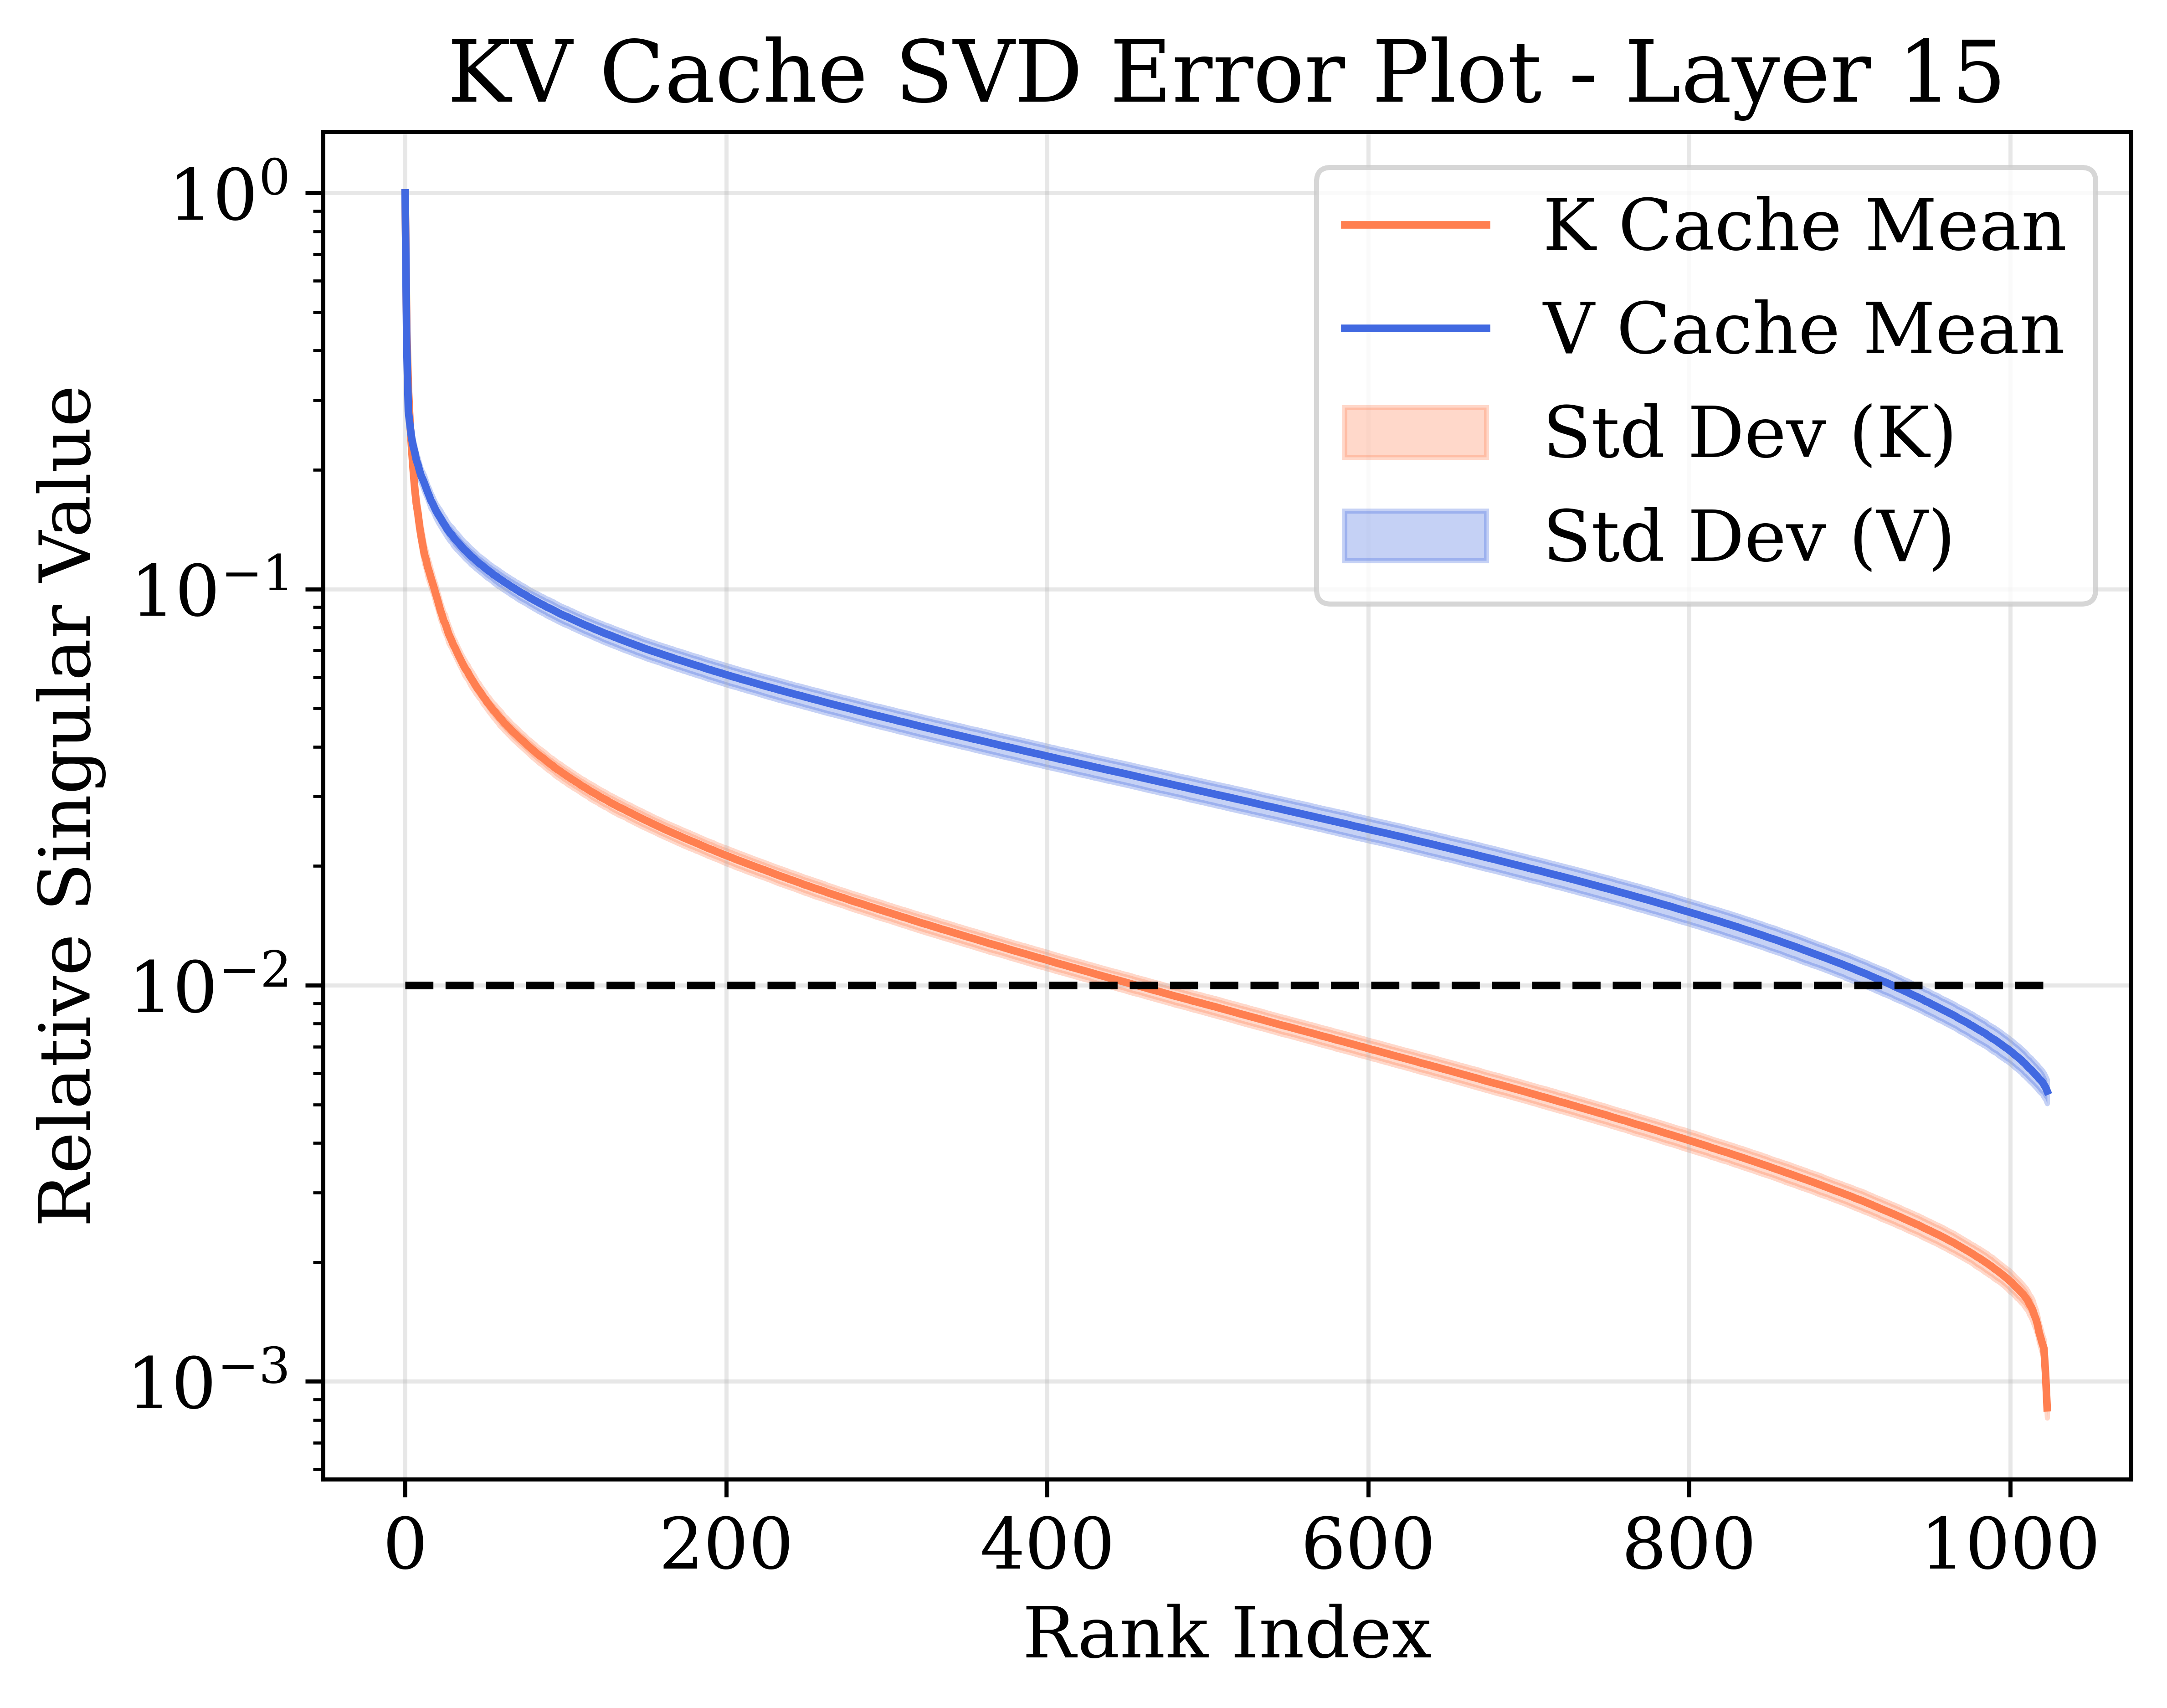 KV Cache SVD Error Plot - Layer 15
Relative Singular Value
10⁰
10⁻¹
10⁻²
10⁻³
K Cache Mean
V Cache Mean
Std Dev (K)
Std Dev (V)
0 200 400 600 800 1000
Rank Index